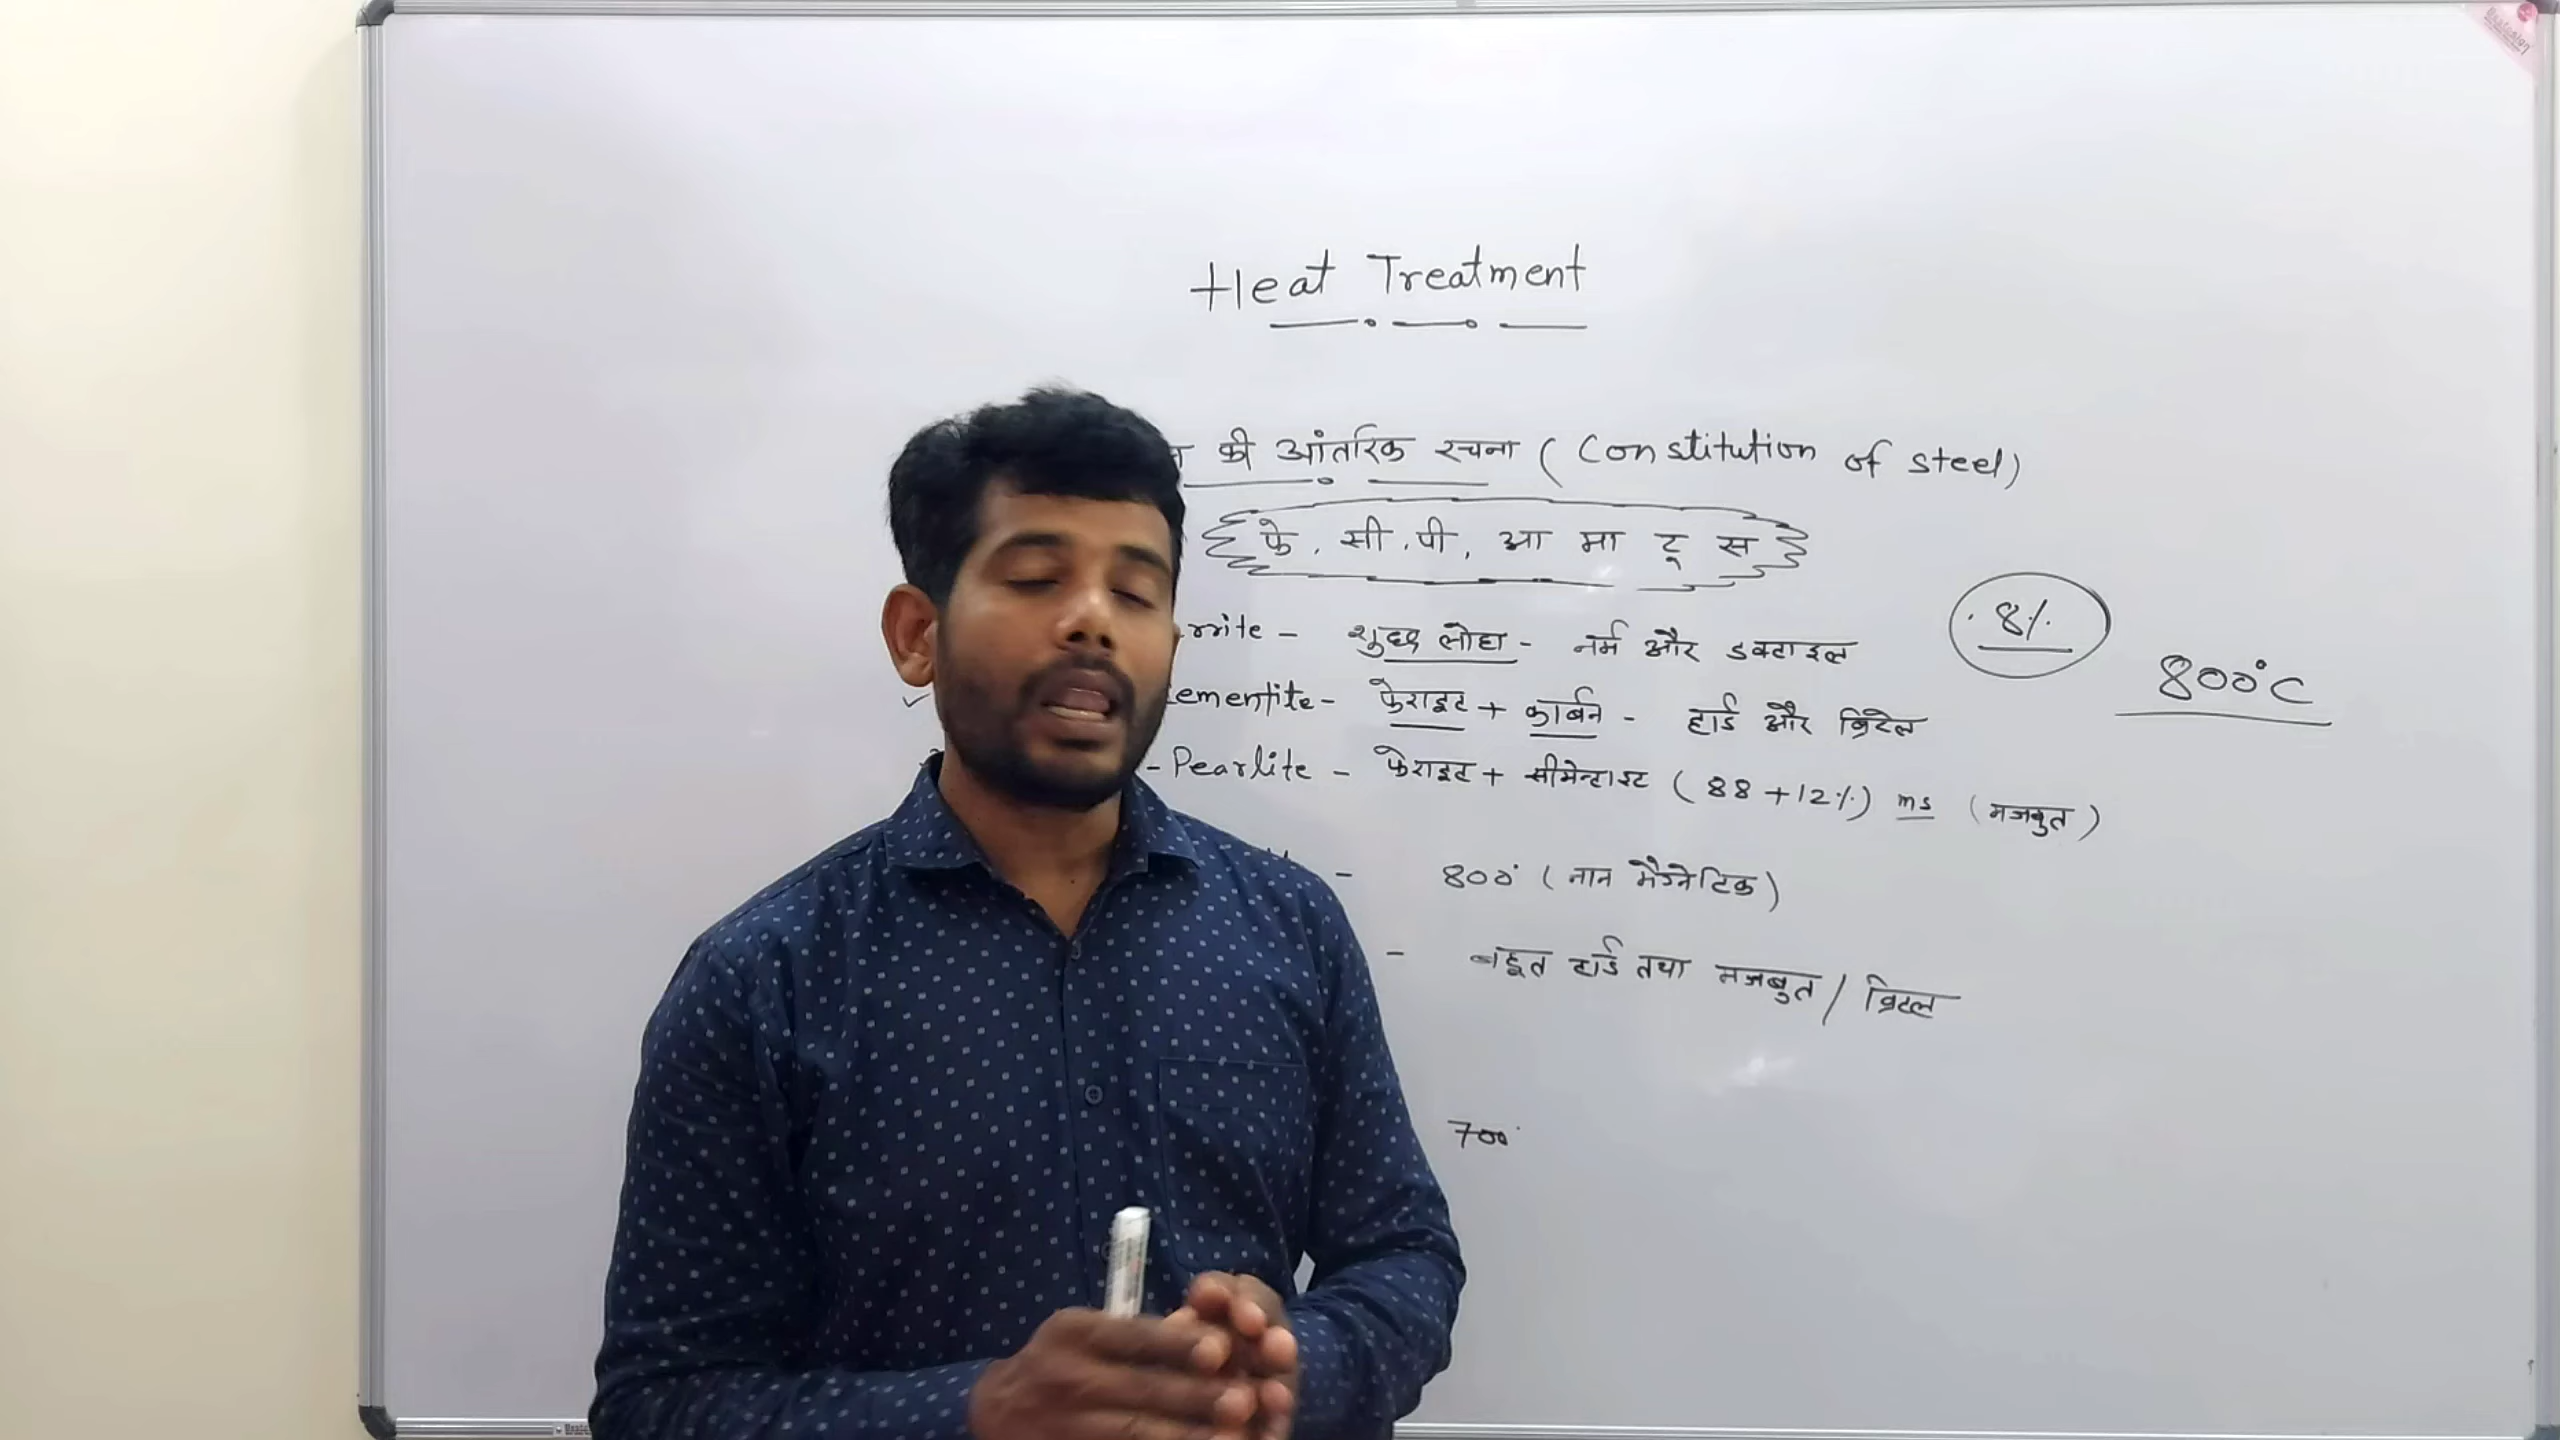 Heat Treatment
की आंतरिक रचना ( Constitution of steel)
फे. सी. पी, आ मा ट्र स
.8%
rrite - शुद्ध लोहा - नर्म और डक्टाइल
800°C
ementite - फेराइट + कार्बन - हार्ड और ब्रिटेल
- Pearlite - फेराइट + सीमेन्टाइट ( 88 + 12%) ms ( मजबुत )
- 800° ( नान मैग्नेटिक )
- बहूत हार्ड तथा मजबुत / ब्रिटल
700°